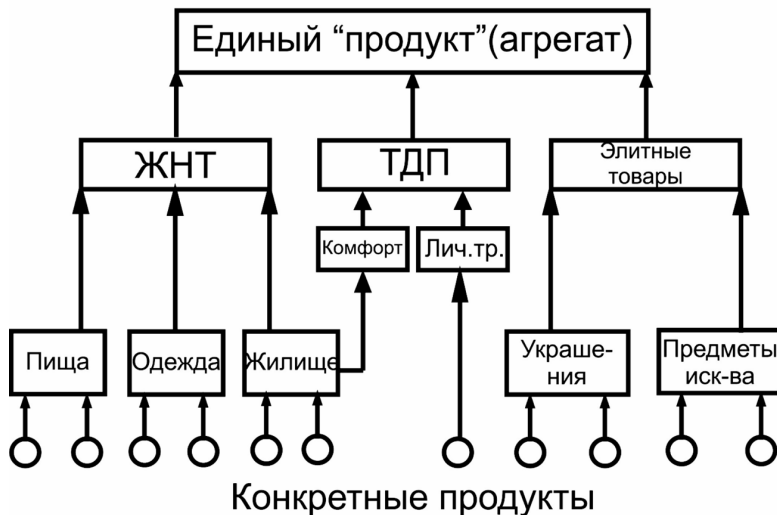 Единый “продукт”(агрегат)
ЖНТ
ТДП
Элитные
товары
Комфорт
Лич.тр.
Пища
Одежда
Жилище
Украше-
ния
Предметы
иск-ва
Конкретные продукты